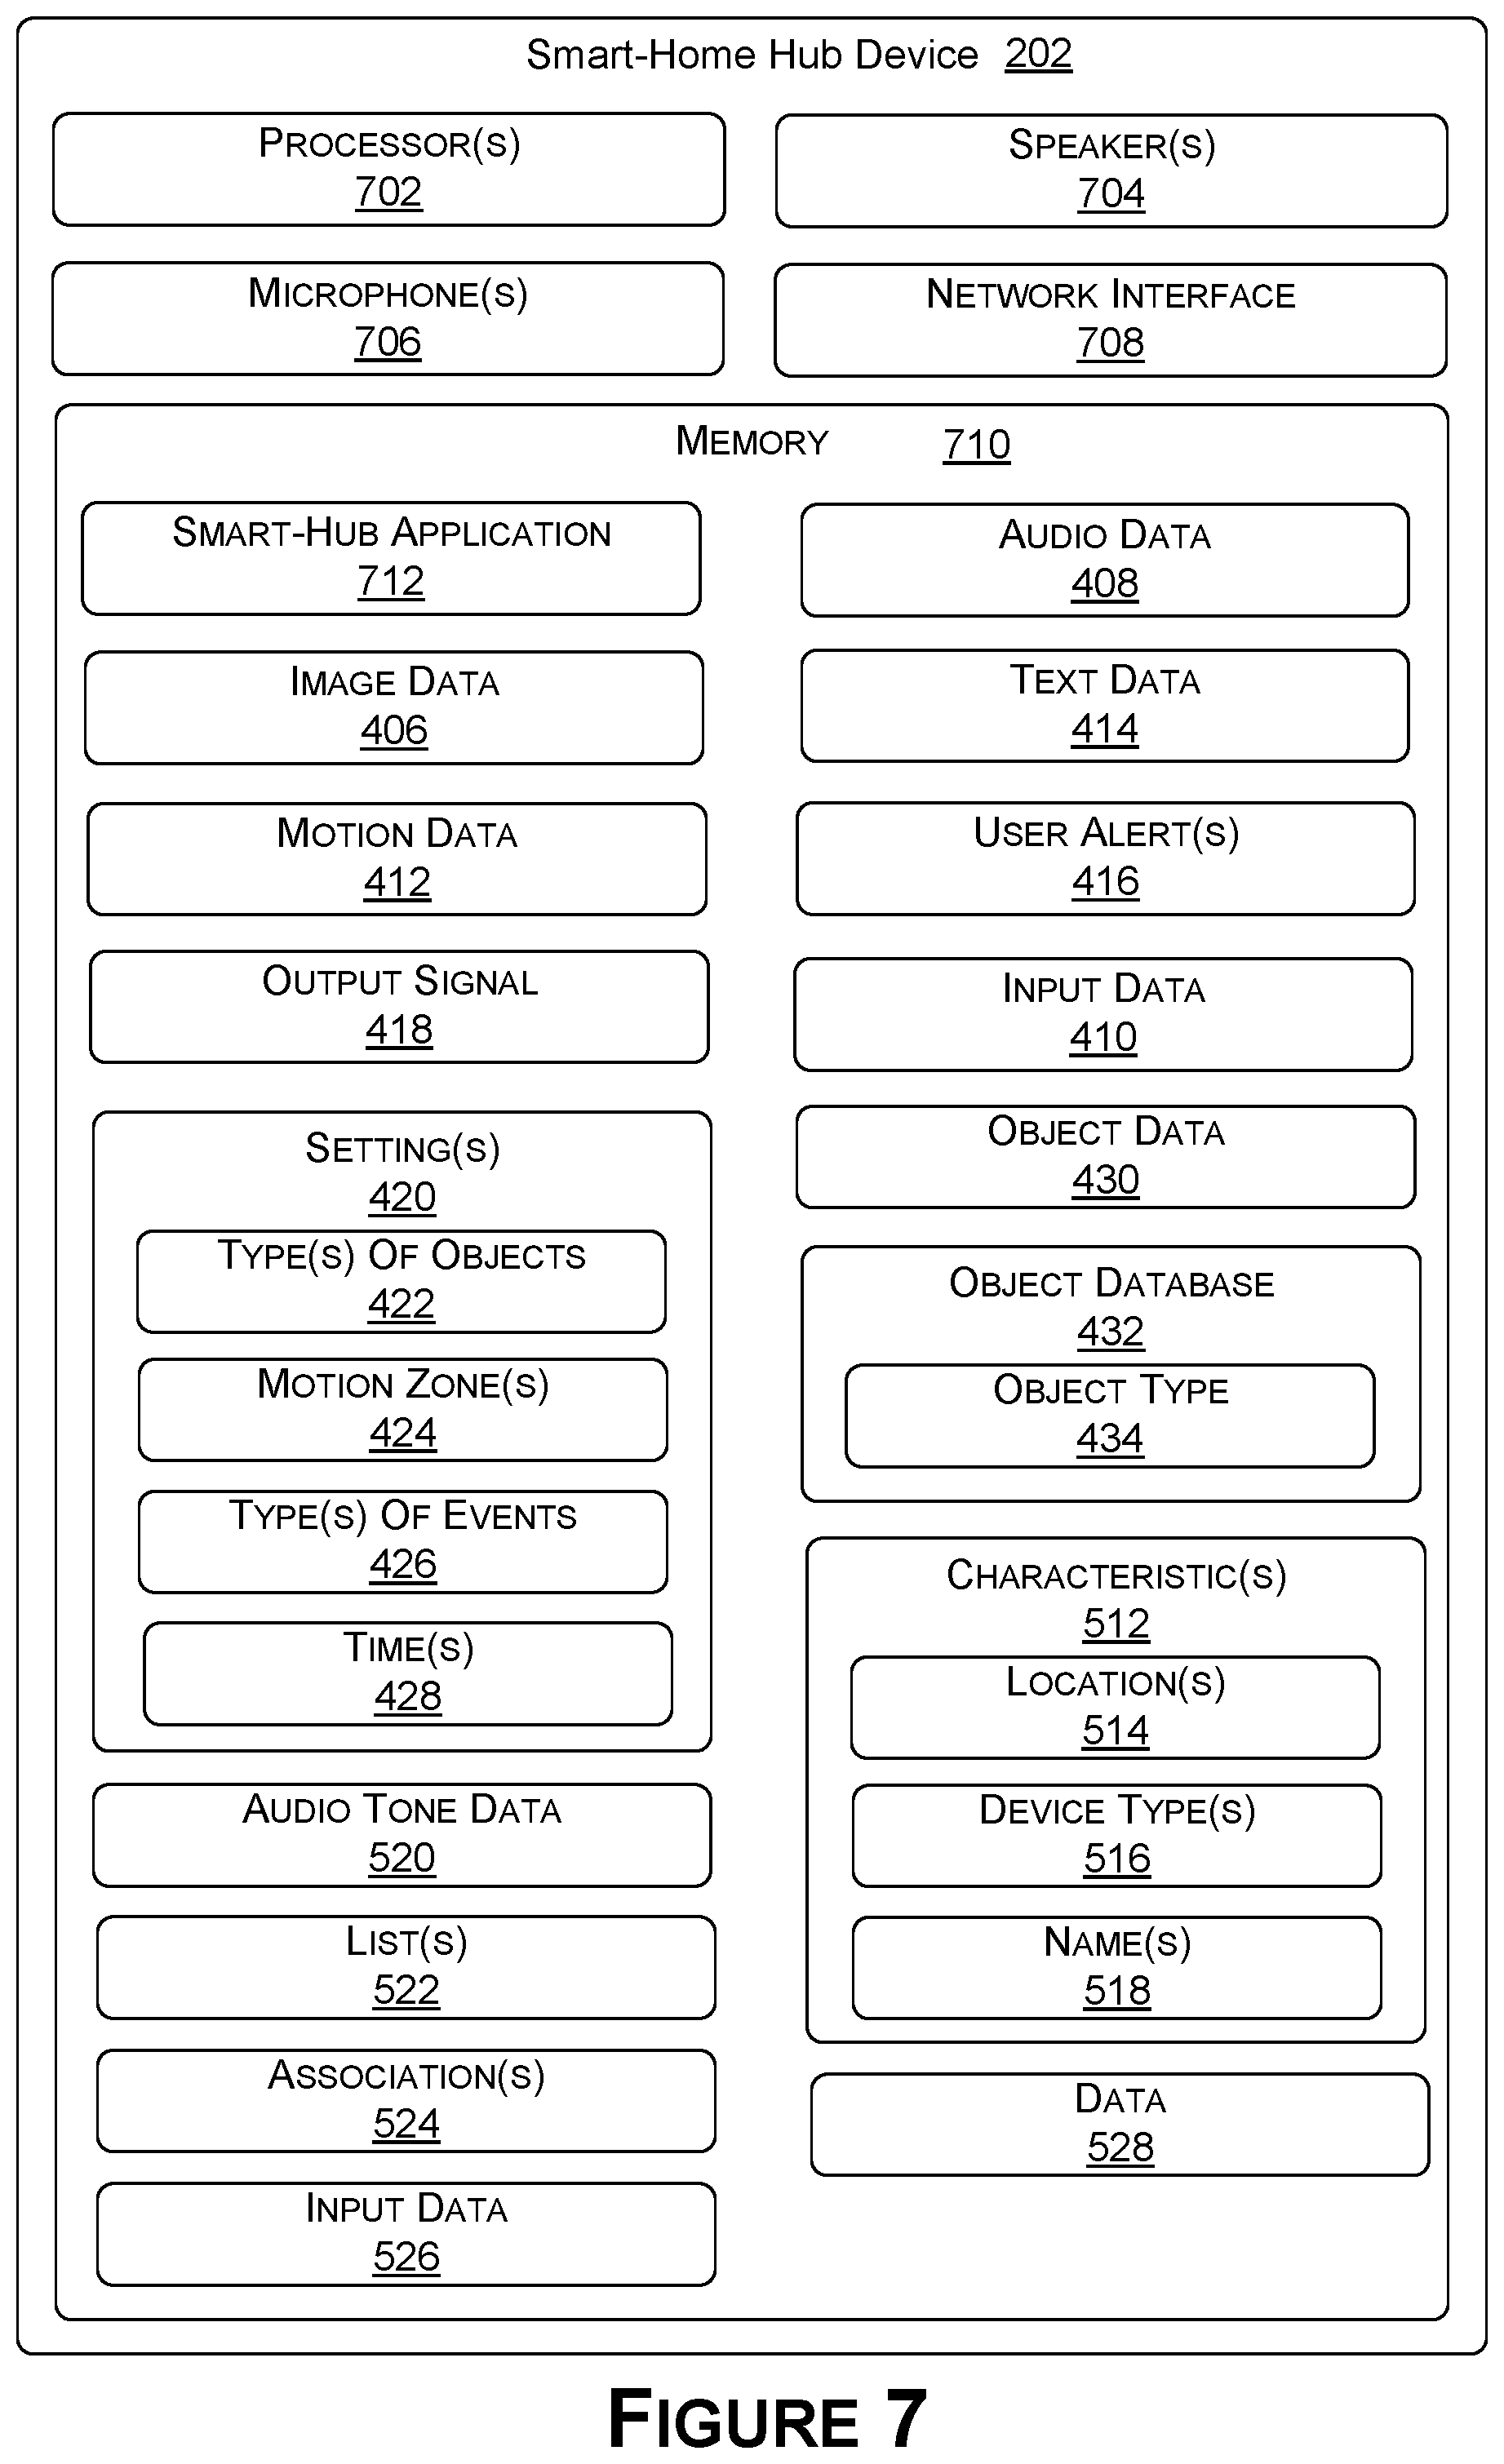 Smart-Home Hub Device 202
PROCESSOR(S)
702
SPEAKER(S)
704
MICROPHONE(S)
706
NETWORK INTERFACE
708
MEMORY 710
SMART-HUB APPLICATION
712
AUDIO DATA
408
IMAGE DATA
406
TEXT DATA
414
MOTION DATA
412
USER ALERT(S)
416
OUTPUT SIGNAL
418
INPUT DATA
410
SETTING(S)
420
TYPE(S) OF OBJECTS
422
MOTION ZONE(S)
424
TYPE(S) OF EVENTS
426
TIME(S)
428
OBJECT DATA
430
OBJECT DATABASE
432
OBJECT TYPE
434
CHARACTERISTIC(S)
512
LOCATION(S)
514
DEVICE TYPE(S)
516
NAME(S)
518
AUDIO TONE DATA
520
LIST(S)
522
ASSOCIATION(S)
524
DATA
528
INPUT DATA
526
FIGURE 7